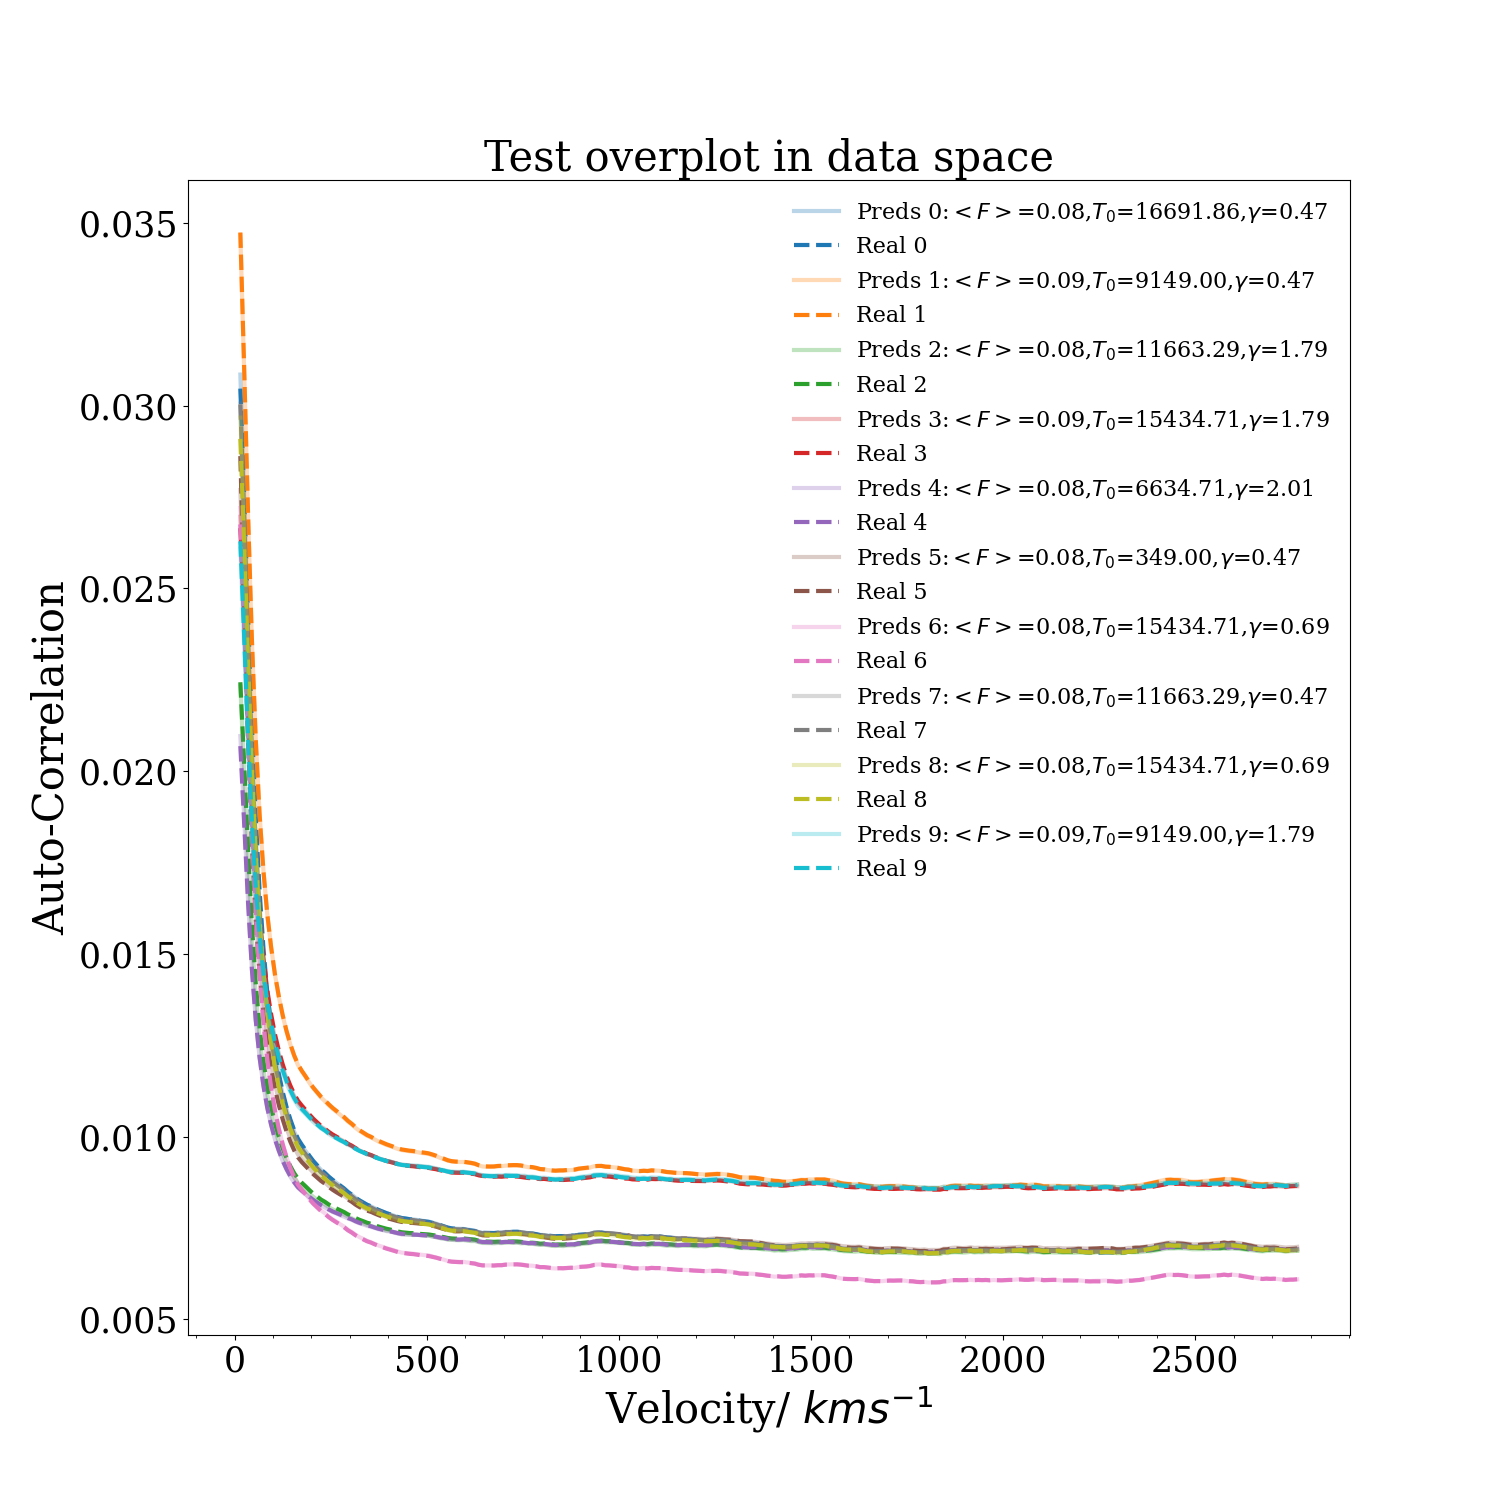 Test overplot in data space
Preds 0: < F > =0.08,T₀=16691.86,γ=0.47
Real 0
Preds 1: < F > =0.09,T₀=9149.00,γ=0.47
Real 1
Preds 2: < F > =0.08,T₀=11663.29,γ=1.79
Real 2
Preds 3: < F > =0.09,T₀=15434.71,γ=1.79
Real 3
Preds 4: < F > =0.08,T₀=6634.71,γ=2.01
Real 4
Preds 5: < F > =0.08,T₀=349.00,γ=0.47
Real 5
Preds 6: < F > =0.08,T₀=15434.71,γ=0.69
Real 6
Preds 7: < F > =0.08,T₀=11663.29,γ=0.47
Real 7
Preds 8: < F > =0.08,T₀=15434.71,γ=0.69
Real 8
Preds 9: < F > =0.09,T₀=9149.00,γ=1.79
Real 9
Auto-Correlation
0.035
0.030
0.025
0.020
0.015
0.010
0.005
0 500 1000 1500 2000 2500
Velocity/ kms⁻¹